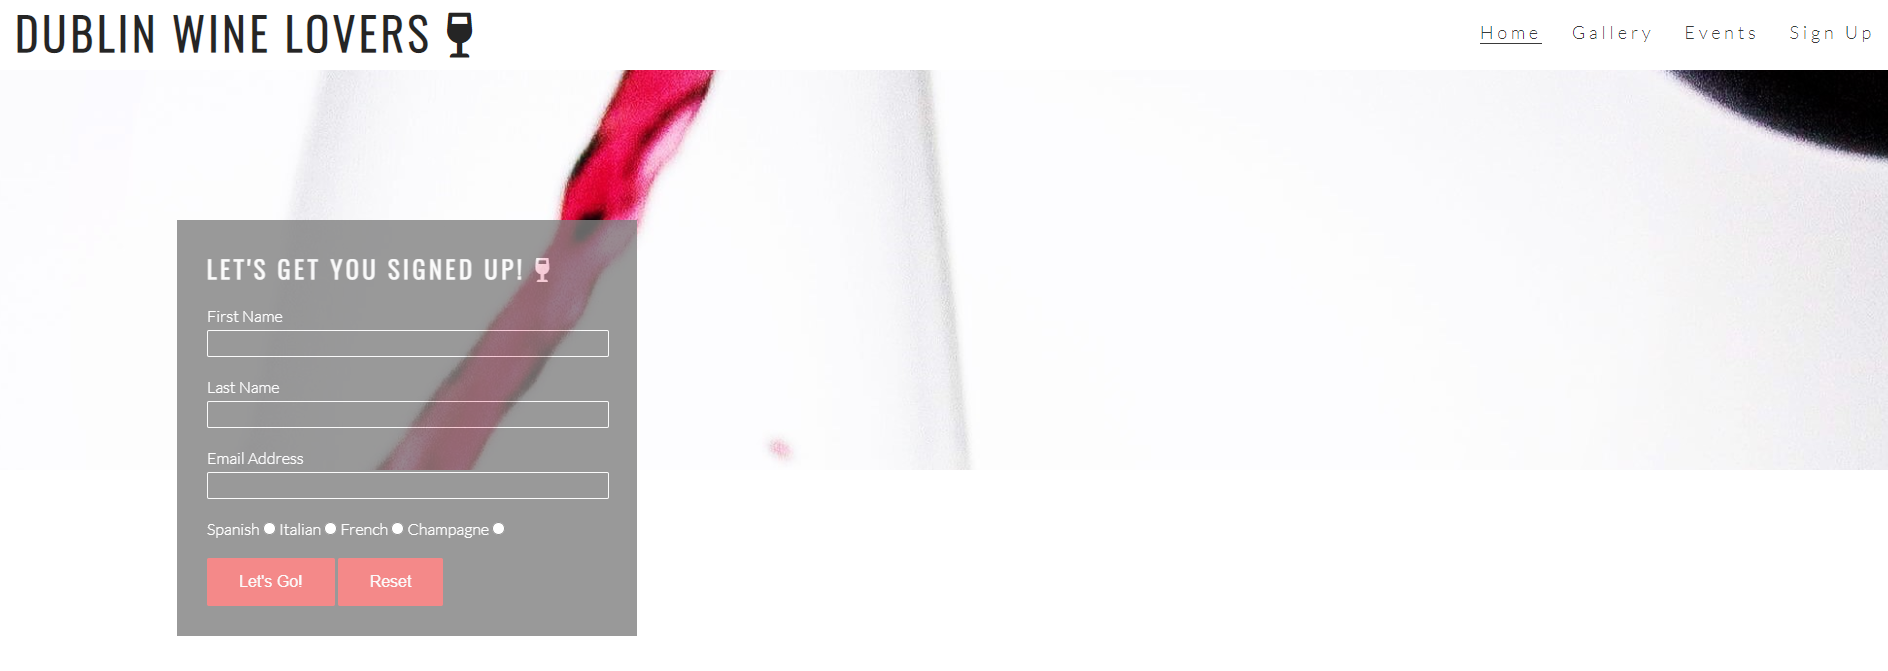 DUBLIN WINE LOVERS
Home Gallery Events Sign Up
LET'S GET YOU SIGNED UP!
First Name
Last Name
Email Address
Spanish Italian French Champagne
Let's Go! Reset